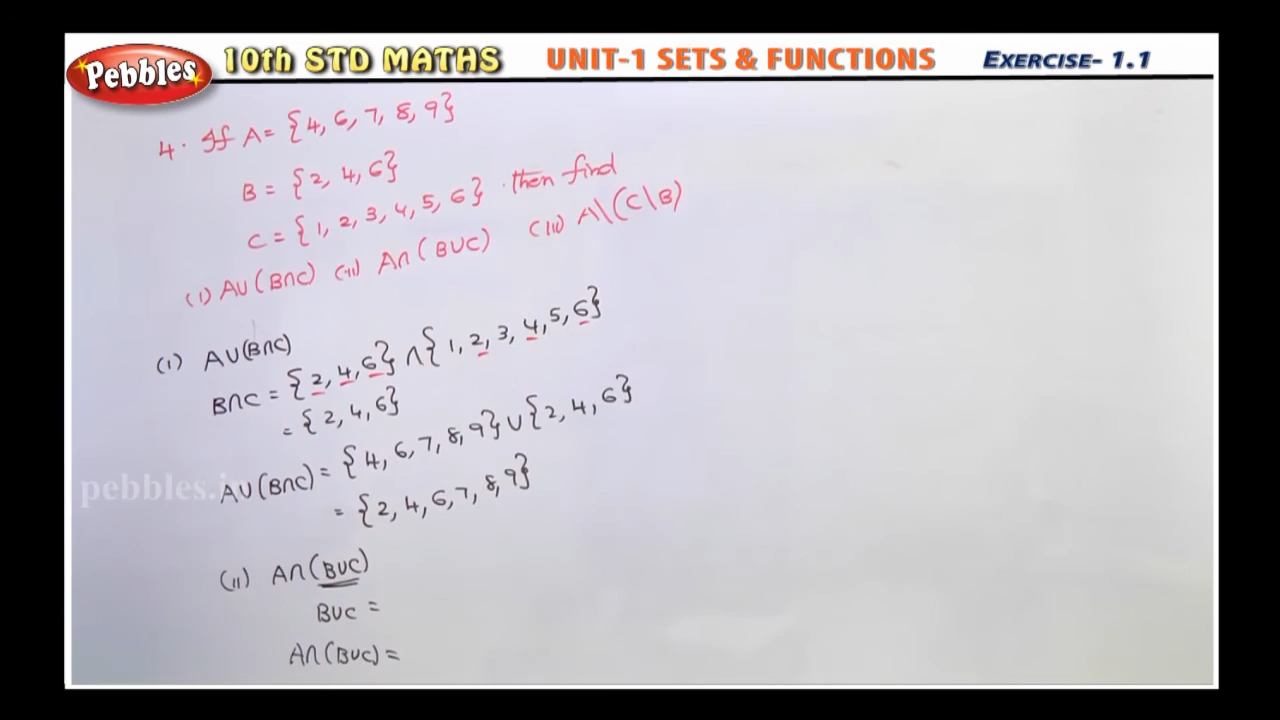 Pebbles 10th STD MATHS UNIT-1 SETS & FUNCTIONS EXERCISE- 1.1
4. If A = {4, 6, 7, 8, 9}
B = {2, 4, 6}
C = {1, 2, 3, 4, 5, 6} then find
(i) A∪(B∩C) (ii) A∩(B∪C) (iii) A\(C\B)
(i) A∪(B∩C)
B∩C = {2, 4, 6} ∩ {1, 2, 3, 4, 5, 6}
= {2, 4, 6}
A∪(B∩C) = {4, 6, 7, 8, 9} ∪ {2, 4, 6}
= {2, 4, 6, 7, 8, 9}
pebbles.in
(ii) A∩(B∪C)
B∪C =
A∩(B∪C) =